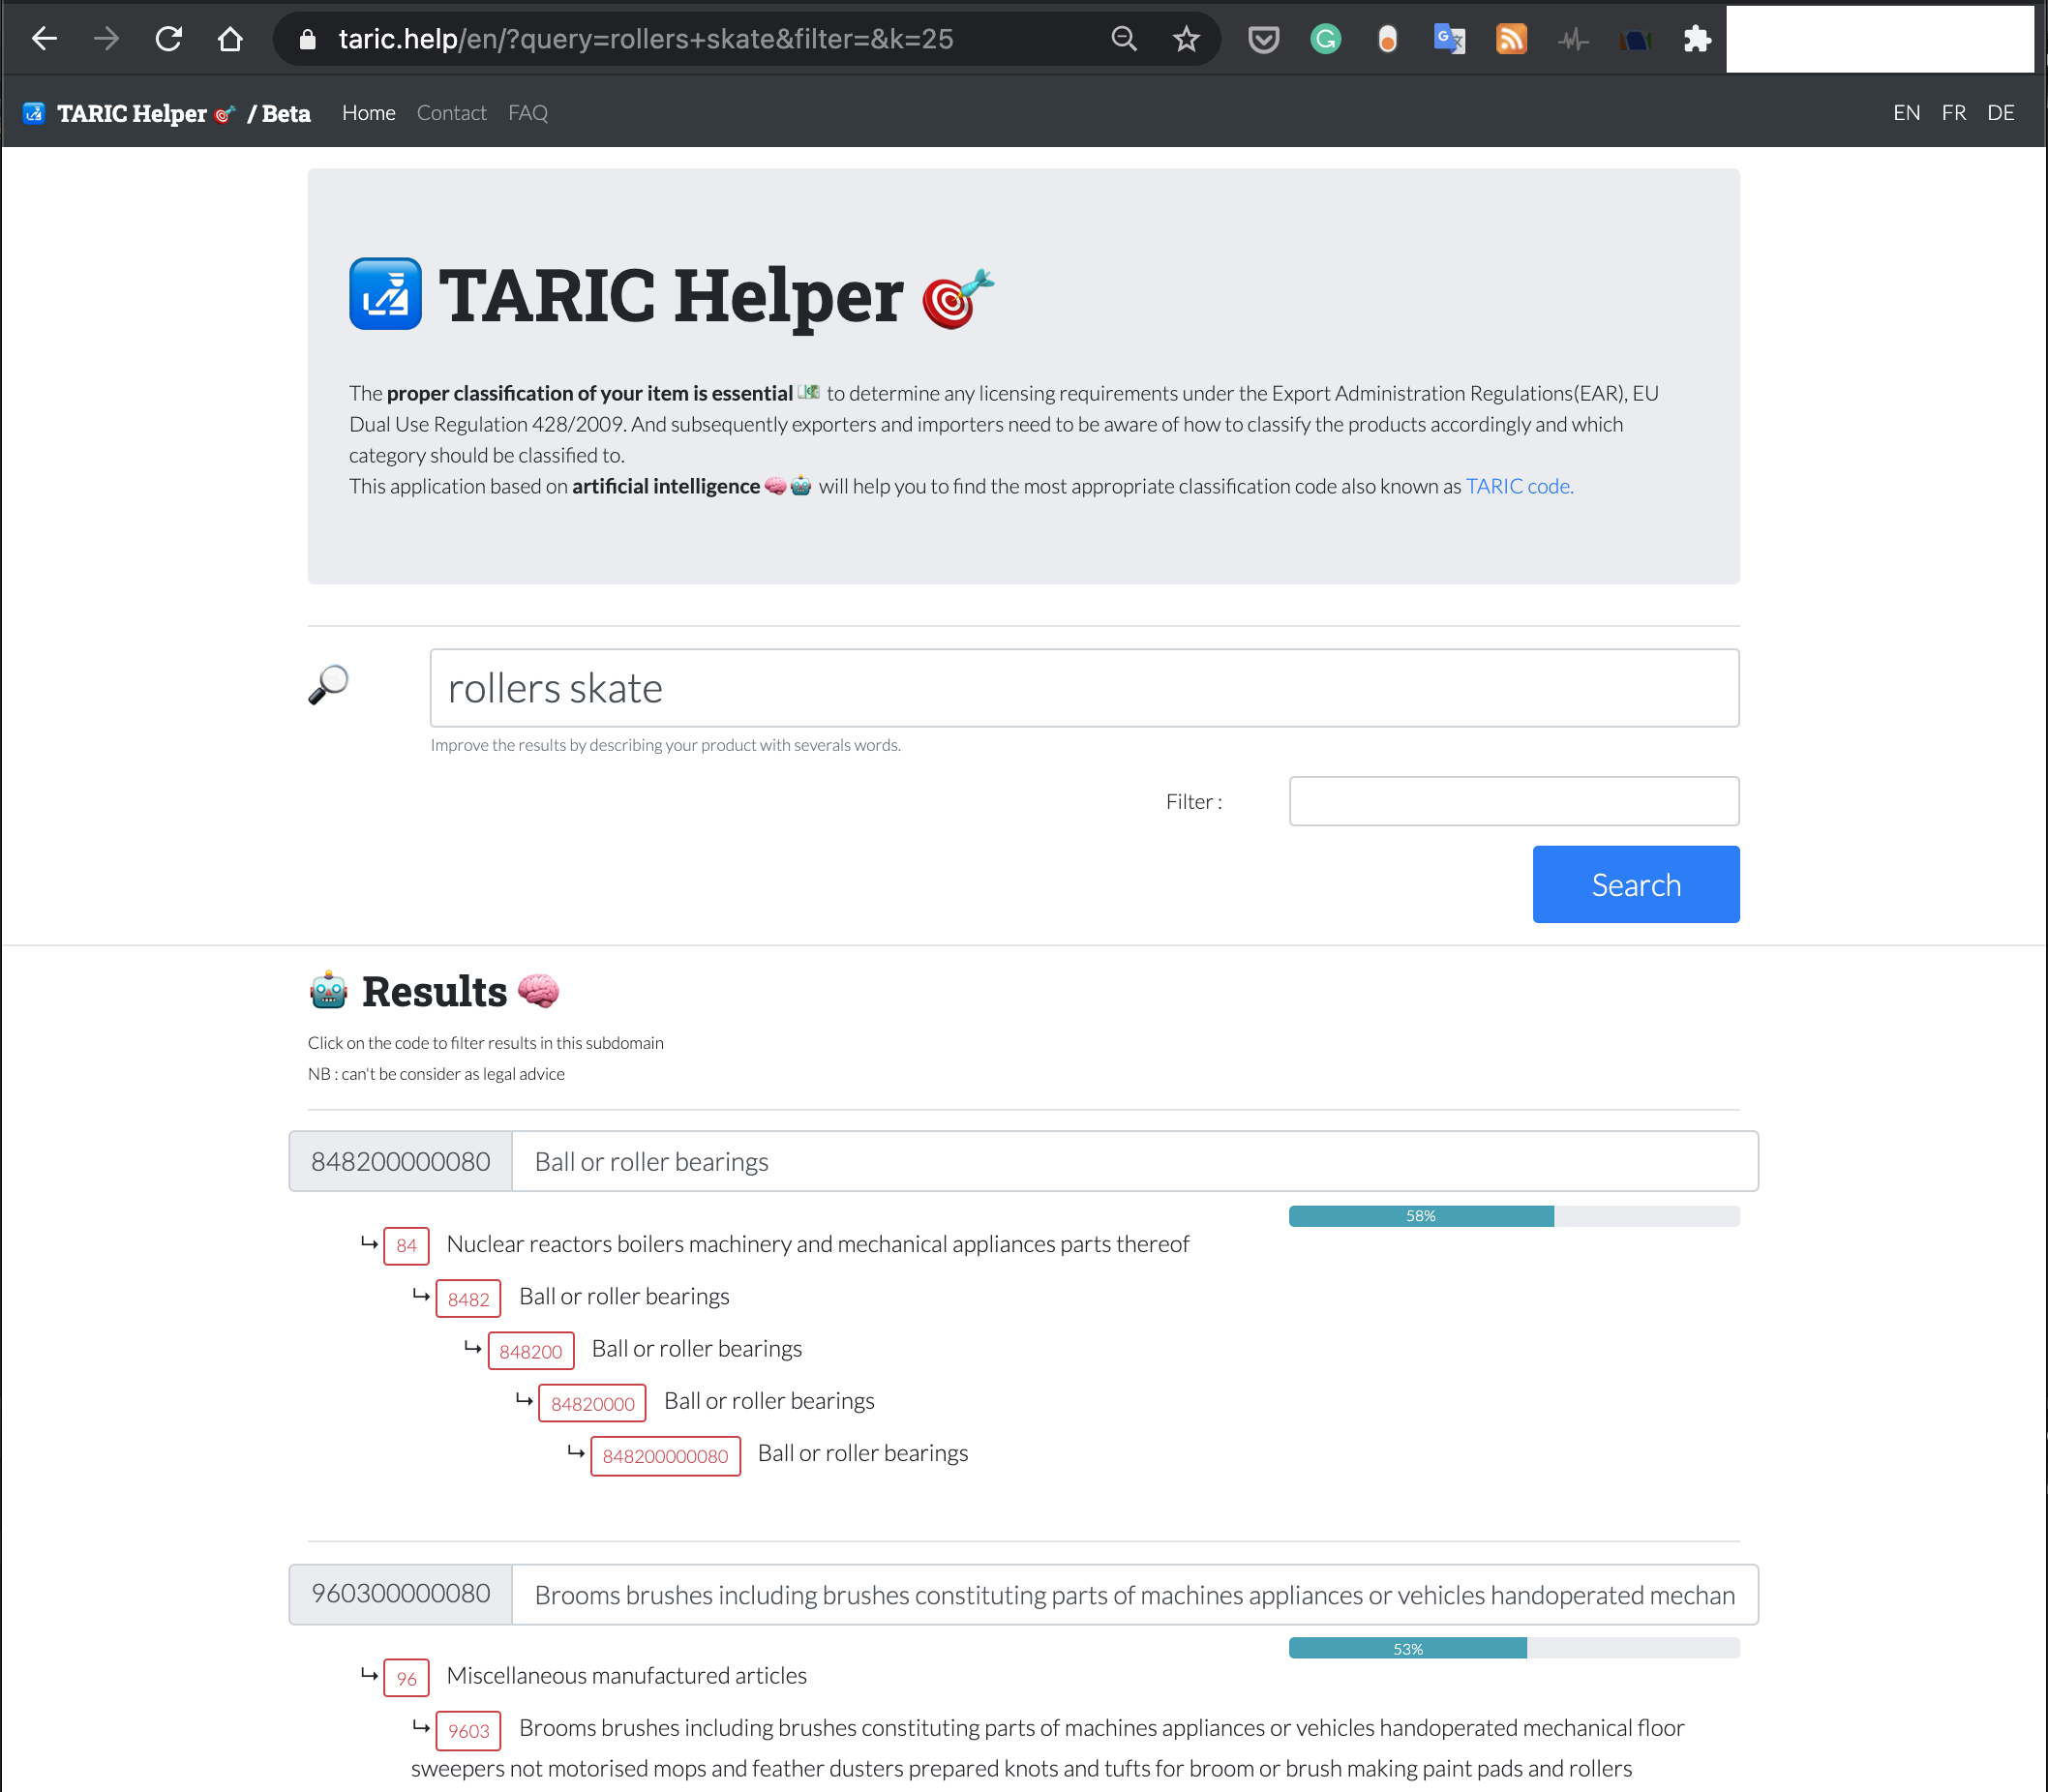 taric.help/en/?query=rollers+skate&filter=&k=25
TARIC Helper 🎯 / Beta Home Contact FAQ EN FR DE
🛃 TARIC Helper 🎯
The proper classification of your item is essential 💵 to determine any licensing requirements under the Export Administration Regulations(EAR), EU
Dual Use Regulation 428/2009. And subsequently exporters and importers need to be aware of how to classify the products accordingly and which
category should be classified to.
This application based on artificial intelligence 🧠🤖 will help you to find the most appropriate classification code also known as TARIC code.
rollers skate
Improve the results by describing your product with severals words.
Filter :
Search
🤖 Results 🧠
Click on the code to filter results in this subdomain
NB : can't be consider as legal advice
848200000080 Ball or roller bearings
58%
↳ 84 Nuclear reactors boilers machinery and mechanical appliances parts thereof
↳ 8482 Ball or roller bearings
↳ 848200 Ball or roller bearings
↳ 84820000 Ball or roller bearings
↳ 848200000080 Ball or roller bearings
960300000080 Brooms brushes including brushes constituting parts of machines appliances or vehicles handoperated mechan
53%
↳ 96 Miscellaneous manufactured articles
↳ 9603 Brooms brushes including brushes constituting parts of machines appliances or vehicles handoperated mechanical floor
sweepers not motorised mops and feather dusters prepared knots and tufts for broom or brush making paint pads and rollers